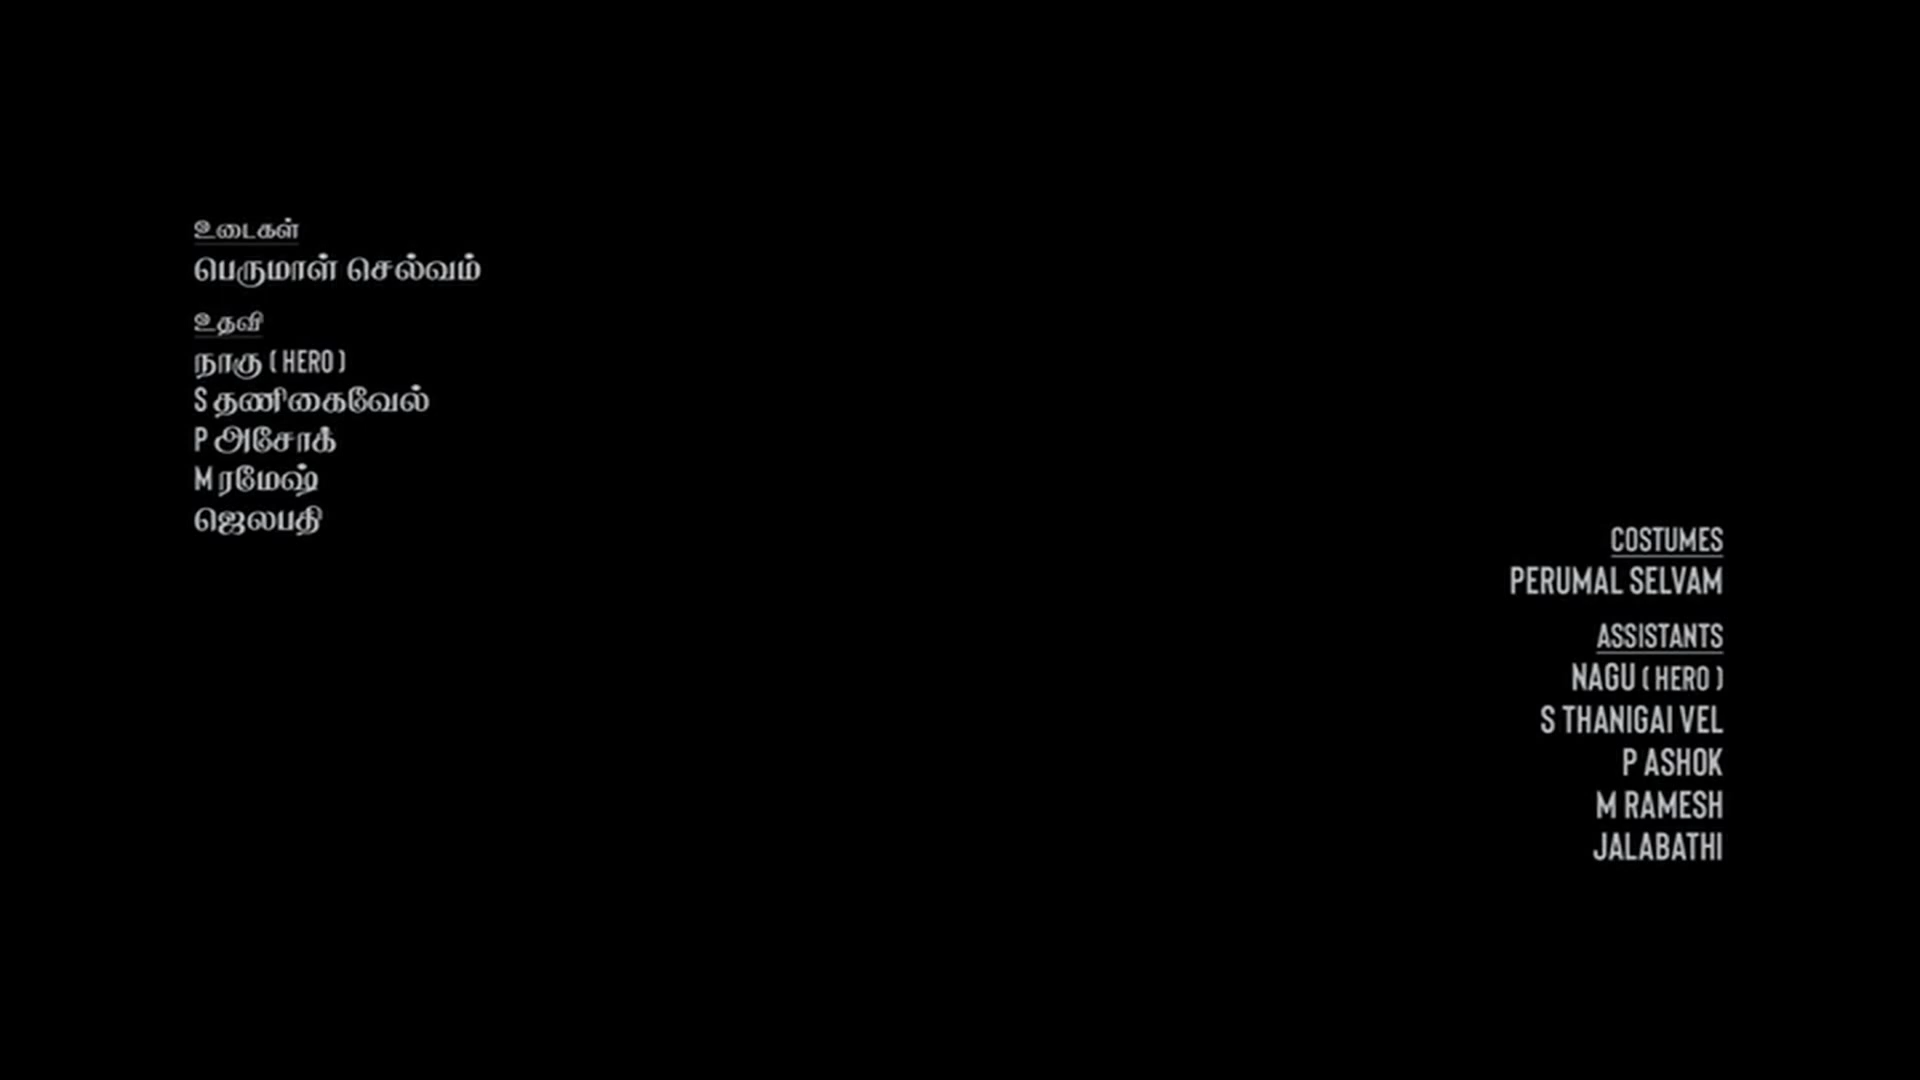 உடைகள்
பெருமாள் செல்வம்
உதவி
நாகு ( HERO )
S தணிகைவேல்
P அசோக்
M ரமேஷ்
ஜெலபதி
COSTUMES
PERUMAL SELVAM
ASSISTANTS
NAGU ( HERO )
S THANIGAI VEL
P ASHOK
M RAMESH
JALABATHI